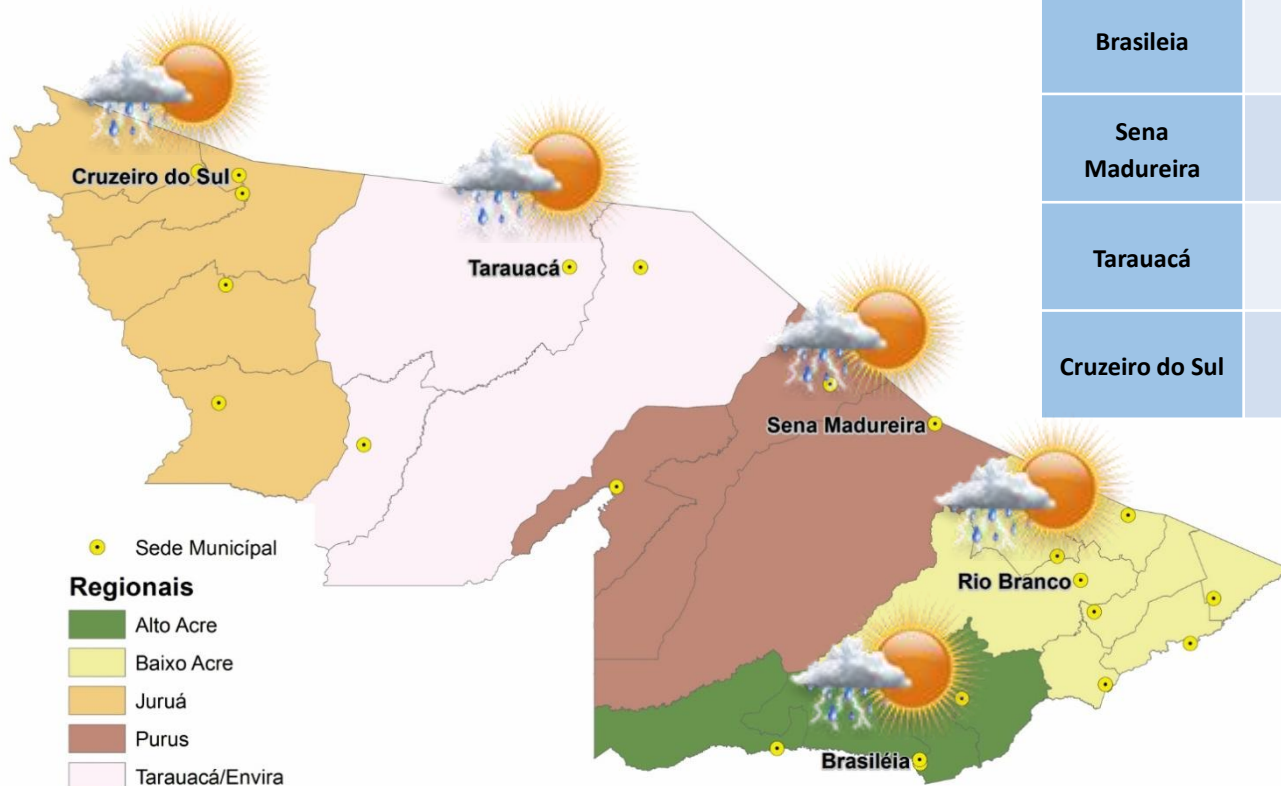 Brasileia
Sena
Madureira
Tarauacá
Cruzeiro do Sul
Cruzeiro do Sul
Tarauacá
Sena Madureira
Rio Branco
Brasiléia
Sede Municípal
Regionais
Alto Acre
Baixo Acre
Juruá
Purus
Tarauacá/Envira